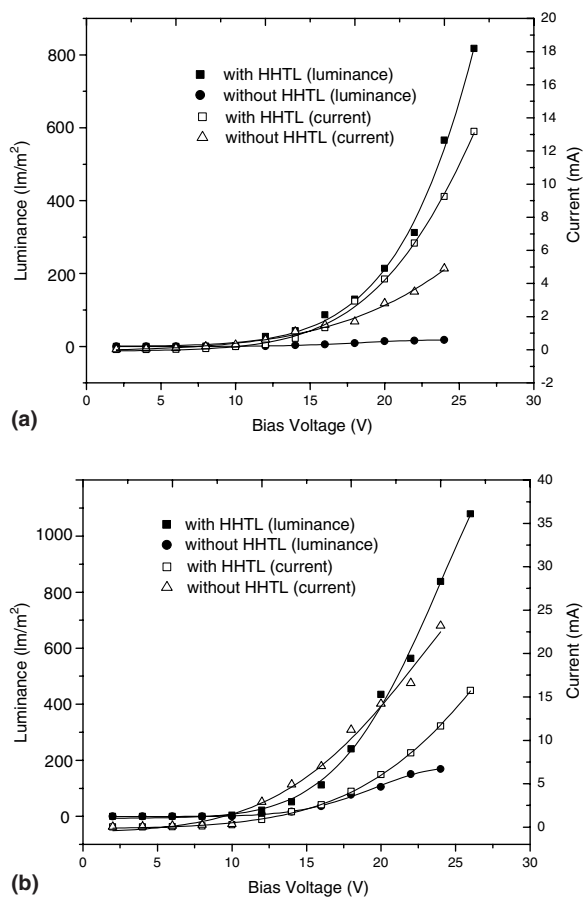 800
600
400
200
0
20
18
16
14
12
10
8
6
4
2
0
-2
Luminance (lm/m²)
Current (mA)
with HHTL (luminance)
without HHTL (luminance)
with HHTL (current)
without HHTL (current)
0 5 10 15 20 25 30
Bias Voltage (V)
(a)
1000
800
600
400
200
0
40
35
30
25
20
15
10
5
0
Luminance (lm/m²)
Current (mA)
with HHTL (luminance)
without HHTL (luminance)
with HHTL (current)
without HHTL (current)
0 5 10 15 20 25 30
Bias Voltage (V)
(b)